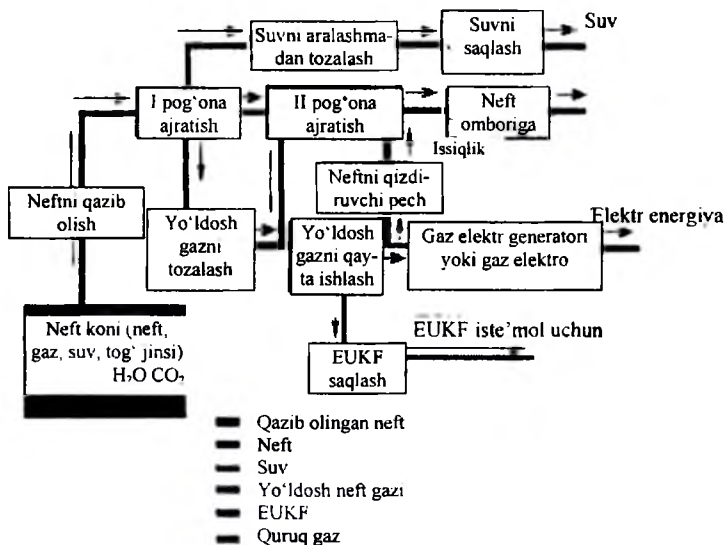 Suvni aralashma-
dan tozalash
Suvni
saqlash
Suv
I pog‘ona
ajratish
II pog‘ona
ajratish
Neft
omboriga
Issiqlik
Neftni qazib
olish
Neftni qizdi-
ruvchi pech
Yo‘ldosh
gazni
tozalash
Yo‘ldosh
gazni qay-
ta ishlash
Gaz elektr generatori
yoki gaz elektro
Elektr energiva
Neft koni (neft,
gaz, suv, tog‘ jinsi)
H₂O CO₂
EUKF
saqlash
EUKF iste’mol uchun
Qazib olingan neft
Neft
Suv
Yo‘ldosh neft gazi
EUKF
Quruq gaz